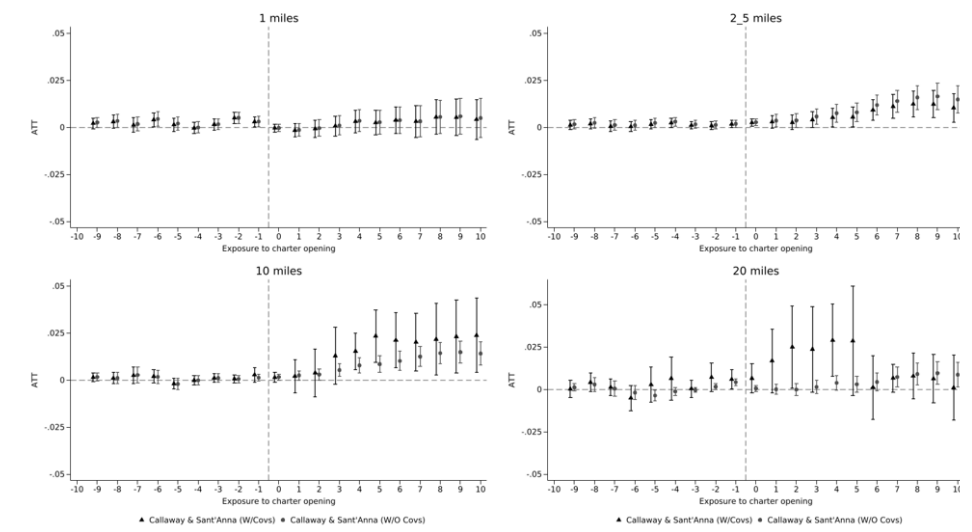 1 miles
.05
.025
0
-.025
-.05
ATT
-10 -9 -8 -7 -6 -5 -4 -3 -2 -1 0 1 2 3 4 5 6 7 8 9 10
Exposure to charter opening
2_5 miles
.05
.025
0
-.025
-.05
ATT
-10 -9 -8 -7 -6 -5 -4 -3 -2 -1 0 1 2 3 4 5 6 7 8 9 10
Exposure to charter opening
10 miles
.05
.025
0
-.025
-.05
ATT
-10 -9 -8 -7 -6 -5 -4 -3 -2 -1 0 1 2 3 4 5 6 7 8 9 10
Exposure to charter opening
Callaway & Sant'Anna (W/Covs) Callaway & Sant'Anna (W/O Covs)
20 miles
.05
.025
0
-.025
-.05
ATT
-10 -9 -8 -7 -6 -5 -4 -3 -2 -1 0 1 2 3 4 5 6 7 8 9 10
Exposure to charter opening
Callaway & Sant'Anna (W/Covs) Callaway & Sant'Anna (W/O Covs)